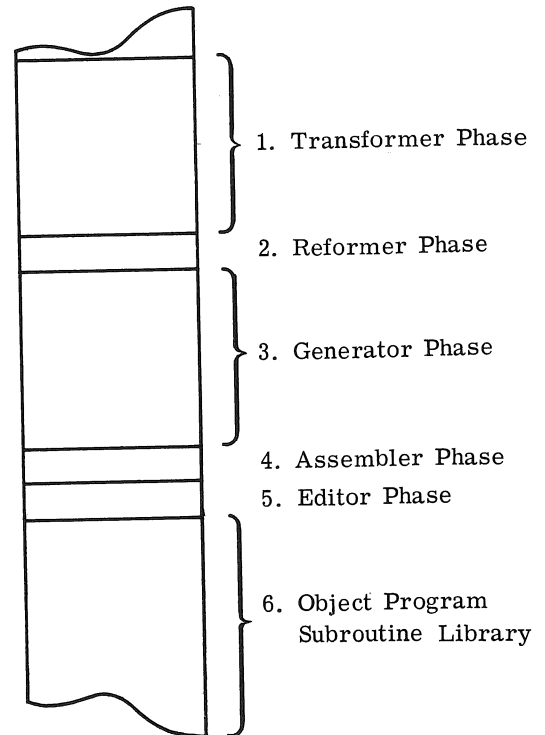 1. Transformer Phase
2. Reformer Phase
3. Generator Phase
4. Assembler Phase
5. Editor Phase
6. Object Program
Subroutine Library